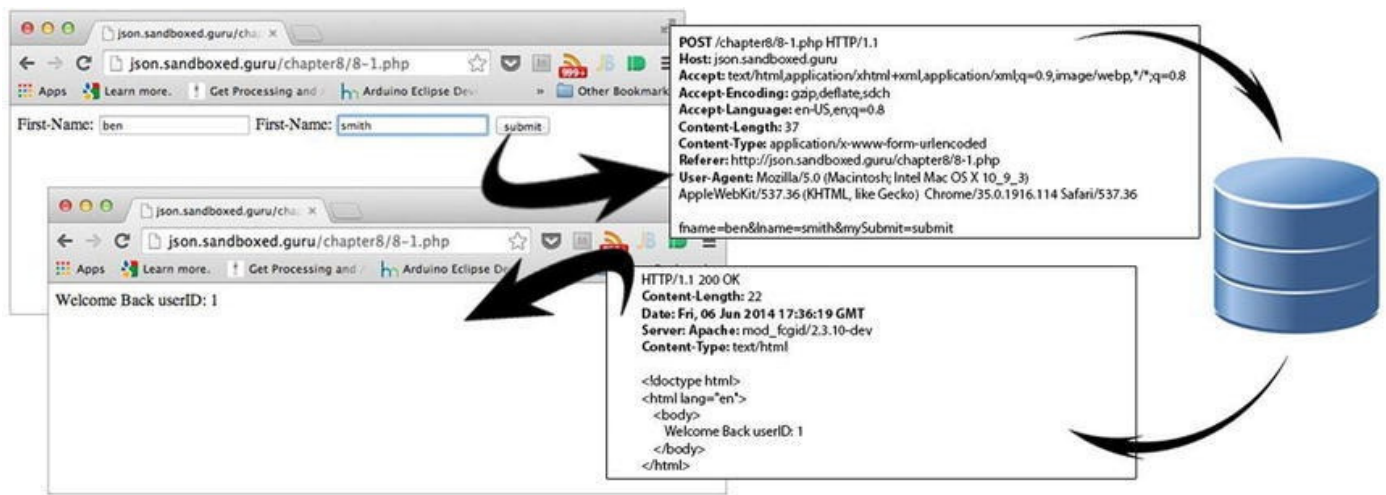 json.sandboxed.guru/cha
json.sandboxed.guru/chapter8/8-1.php
999+ JB
Apps Learn more. Get Processing and Arduino Eclipse Dev » Other Bookmark
First-Name: ben First-Name: smith submit
POST /chapter8/8-1.php HTTP/1.1
Host: json.sandboxed.guru
Accept: text/html,application/xhtml+xml,application/xml;q=0.9,image/webp,*/*;q=0.8
Accept-Encoding: gzip,deflate,sdch
Accept-Language: en-US,en;q=0.8
Content-Length: 37
Content-Type: application/x-www-form-urlencoded
Referer: http://json.sandboxed.guru/chapter8/8-1.php
User-Agent: Mozilla/5.0 (Macintosh; Intel Mac OS X 10_9_3)
AppleWebKit/537.36 (KHTML, like Gecko) Chrome/35.0.1916.114 Safari/537.36
fname=ben&lname=smith&mySubmit=submit
json.sandboxed.guru/cha
json.sandboxed.guru/chapter8/8-1.php
JB
Apps Learn more. Get Processing and Arduino Eclipse De
Welcome Back userID: 1
HTTP/1.1 200 OK
Content-Length: 22
Date: Fri, 06 Jun 2014 17:36:19 GMT
Server: Apache: mod_fcgid/2.3.10-dev
Content-Type: text/html
<!doctype html>
<html lang="en">
<body>
Welcome Back userID: 1
</body>
</html>